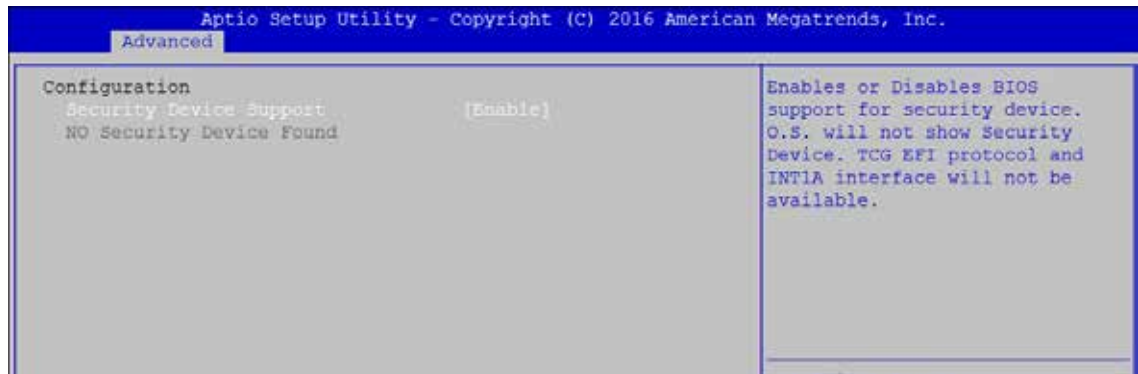 Aptio Setup Utility - Copyright (C) 2016 American Megatrends, Inc.
Advanced
Configuration
Security Device Support [Enable]
NO Security Device Found
Enables or Disables BIOS
support for security device.
O.S. will not show Security
Device. TCG EFI protocol and
INT1A interface will not be
available.